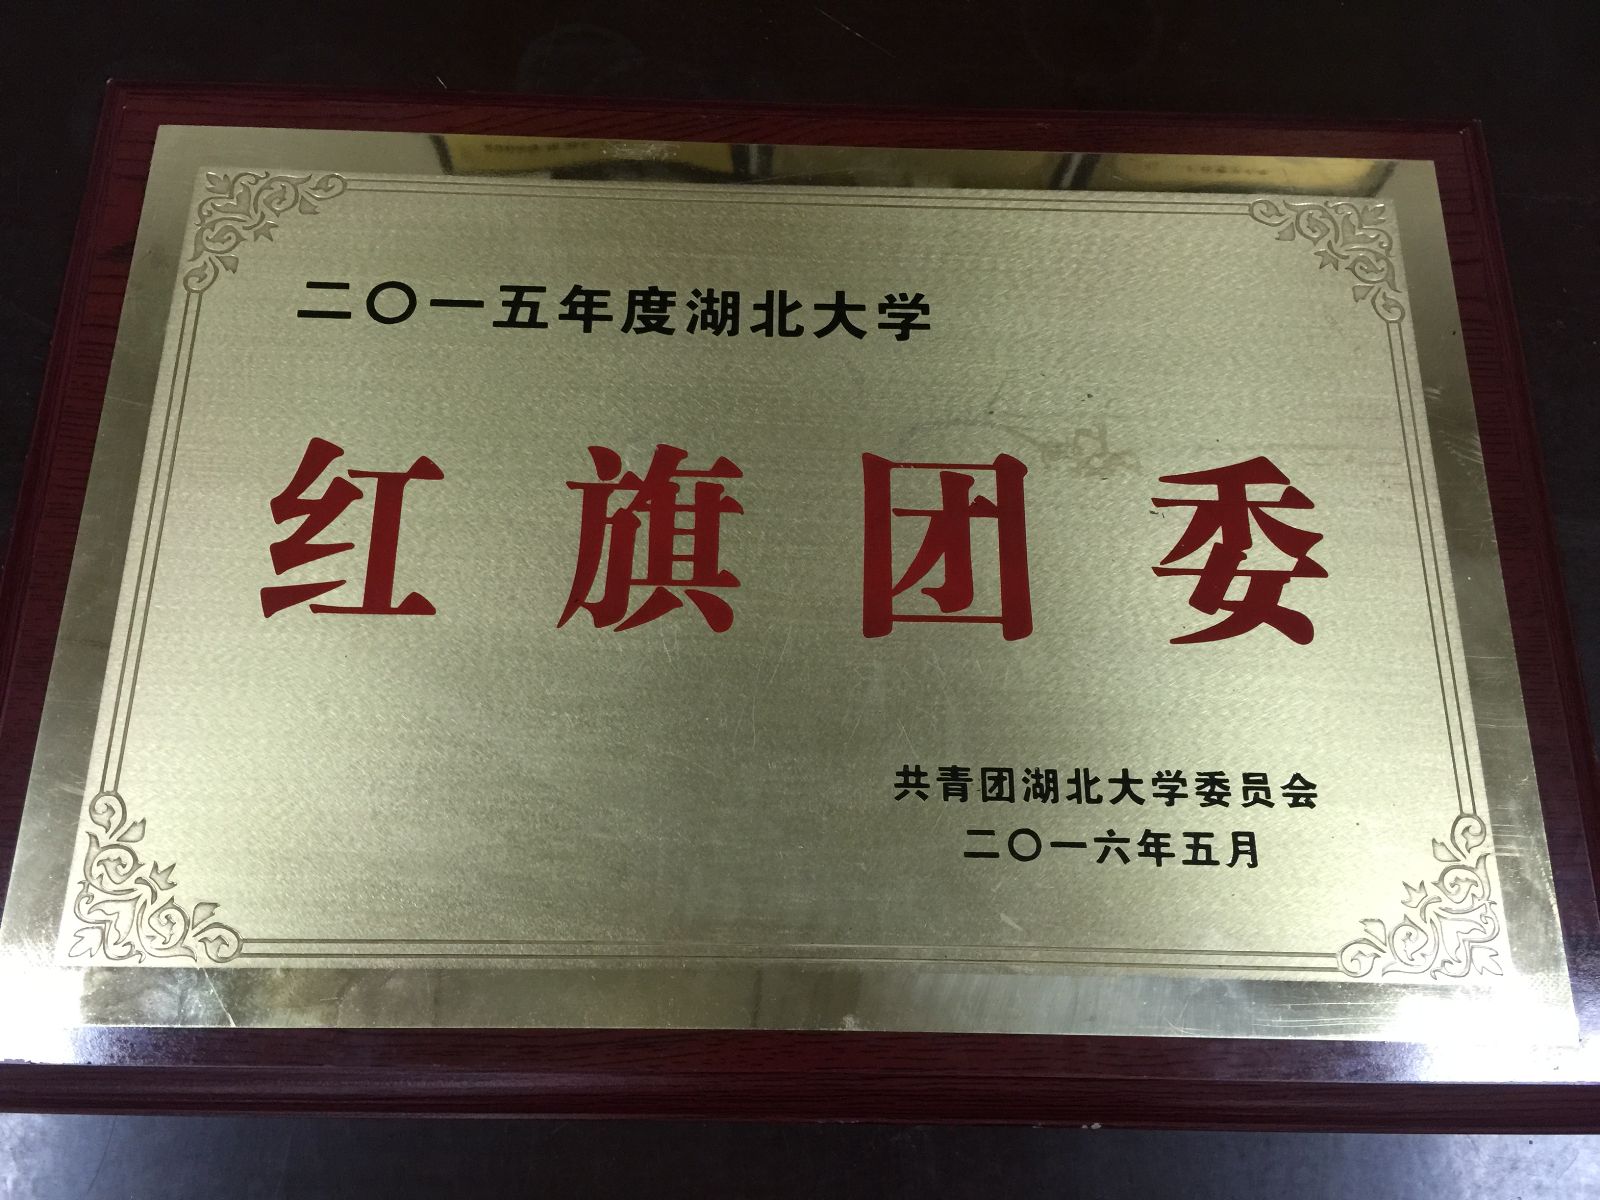 二〇一五年度湖北大学
红旗团委
共青团湖北大学委员会
二〇一六年五月